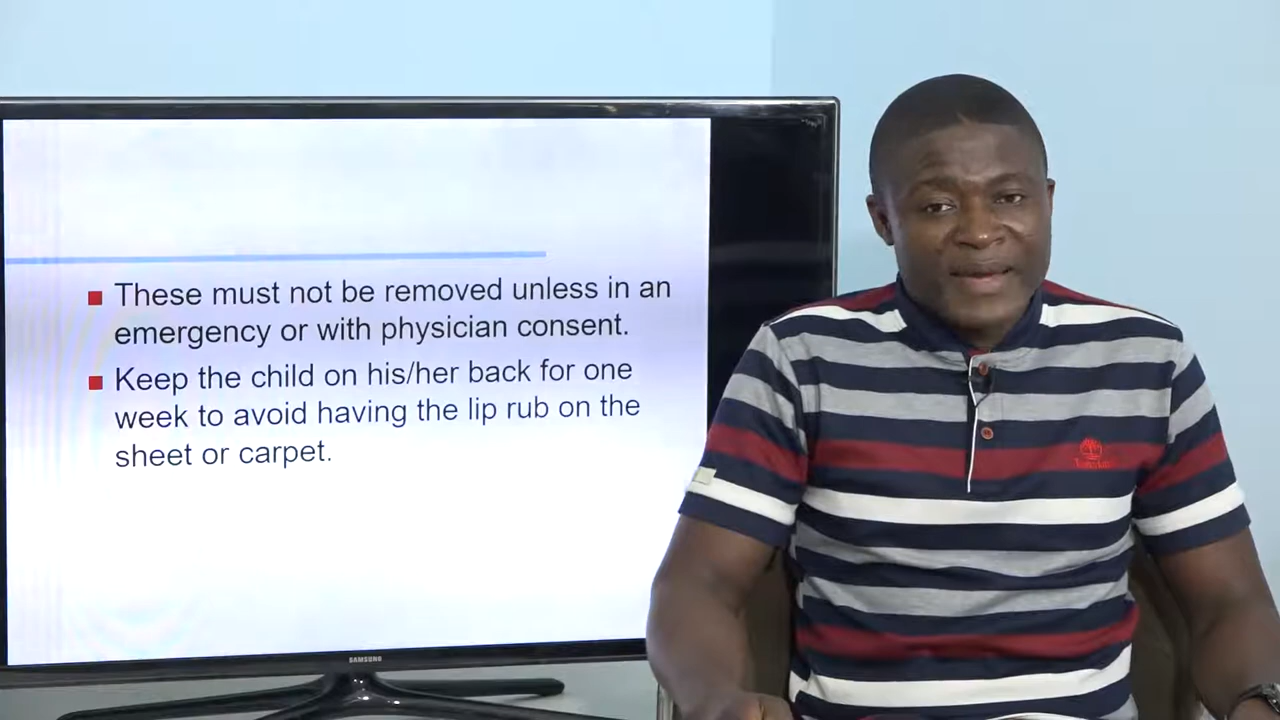 These must not be removed unless in an
emergency or with physician consent.
Keep the child on his/her back for one
week to avoid having the lip rub on the
sheet or carpet.
SAMSUNG